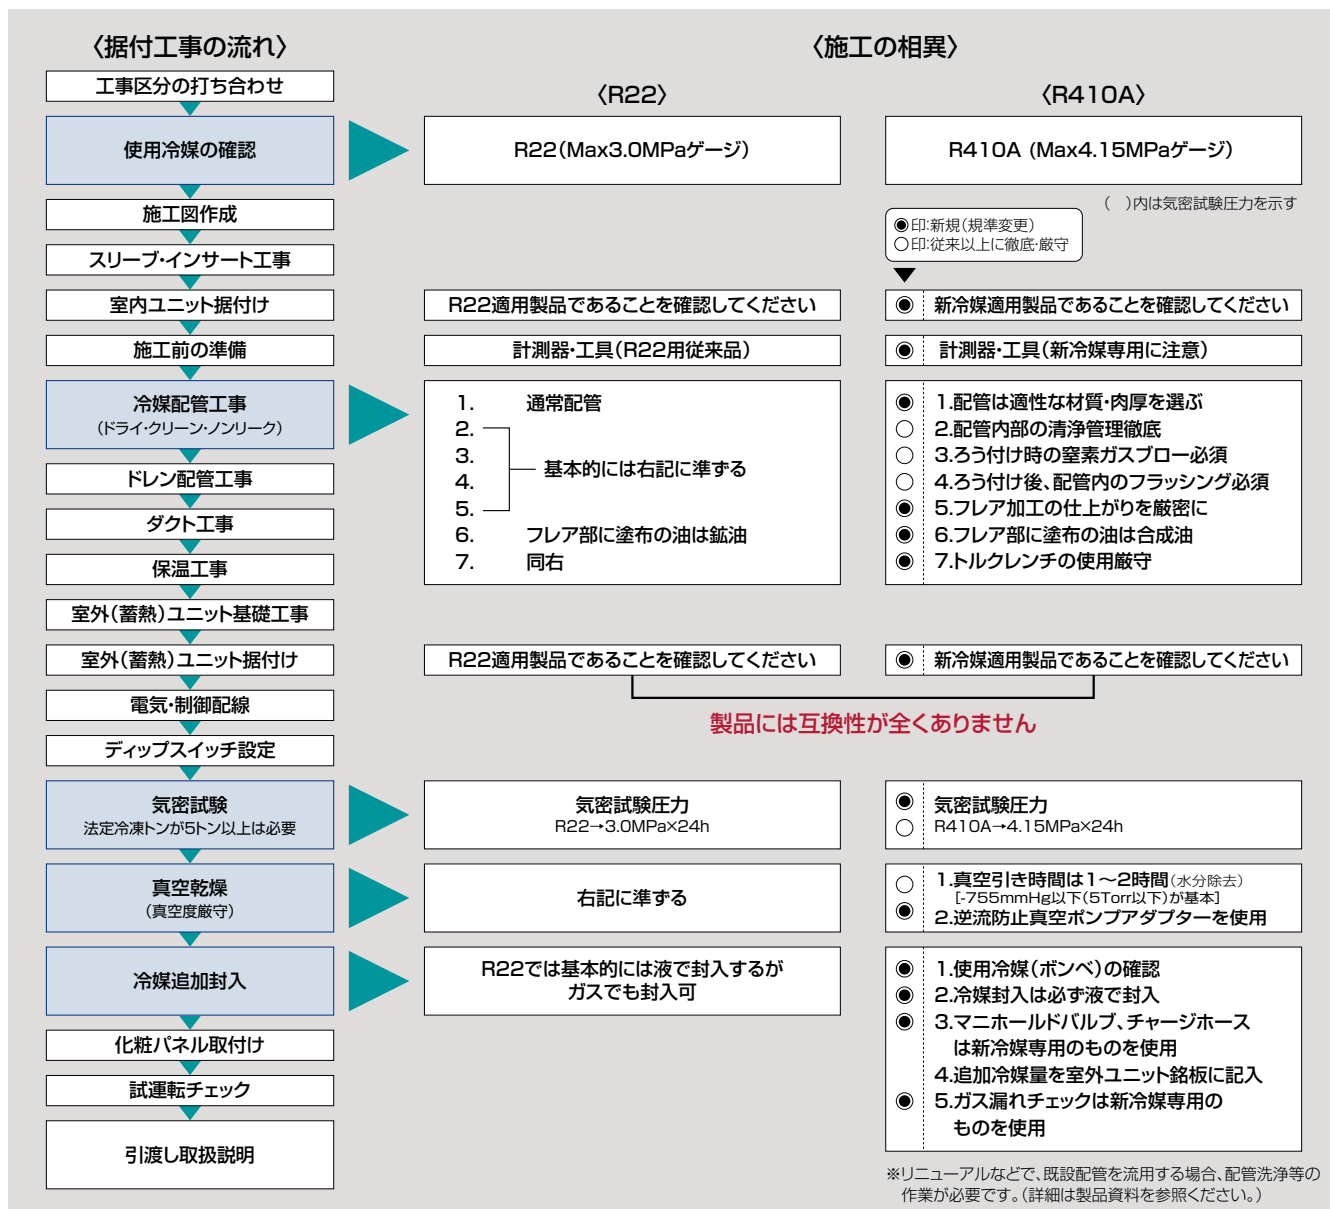 〈据付工事の流れ〉
工事区分の打ち合わせ
使用冷媒の確認
施工図作成
スリーブ・インサート工事
室内ユニット据付け
施工前の準備
冷媒配管工事
(ドライ・クリーン・ノンリーク)
ドレン配管工事
ダクト工事
保温工事
室外(蓄熱)ユニット基礎工事
室外(蓄熱)ユニット据付け
電気・制御配線
ディップスイッチ設定
気密試験
法定冷凍トンが5トン以上は必要
真空乾燥
(真空度厳守)
冷媒追加封入
化粧パネル取付け
試運転チェック
引渡し取扱説明
〈施工の相異〉
〈R22〉
R22(Max3.0MPaゲージ)
R22適用製品であることを確認してください
計測器・工具(R22用従来品)
1. 通常配管
2.
3.
4.
5.
基本的には右記に準ずる
6. フレア部に塗布の油は鉱油
7. 同右
R22適用製品であることを確認してください
気密試験圧力
R22→3.0MPa×24h
右記に準ずる
R22では基本的には液で封入するが
ガスでも封入可
〈R410A〉
R410A (Max4.15MPaゲージ)
( )内は気密試験圧力を示す
◉印:新規(規準変更)
○印:従来以上に徹底・厳守
◉ 新冷媒適用製品であることを確認してください
◉ 計測器・工具(新冷媒専用に注意)
◉ 1.配管は適性な材質・肉厚を選ぶ
○ 2.配管内部の清浄管理徹底
○ 3.ろう付け時の窒素ガスブロー必須
○ 4.ろう付け後、配管内のフラッシング必須
◉ 5.フレア加工の仕上がりを厳密に
◉ 6.フレア部に塗布の油は合成油
◉ 7.トルクレンチの使用厳守
◉ 新冷媒適用製品であることを確認してください
製品には互換性が全くありません
◉ 気密試験圧力
○ R410A→4.15MPa×24h
○ 1.真空引き時間は1〜2時間(水分除去)
[-755mmHg以下(5Torr以下)が基本]
◉ 2.逆流防止真空ポンプアダプターを使用
◉ 1.使用冷媒(ボンベ)の確認
◉ 2.冷媒封入は必ず液で封入
◉ 3.マニホールドバルブ、チャージホース
は新冷媒専用のものを使用
4.追加冷媒量を室外ユニット銘板に記入
◉ 5.ガス漏れチェックは新冷媒専用の
ものを使用
※リニューアルなどで、既設配管を流用する場合、配管洗浄等の
作業が必要です。(詳細は製品資料を参照ください。)